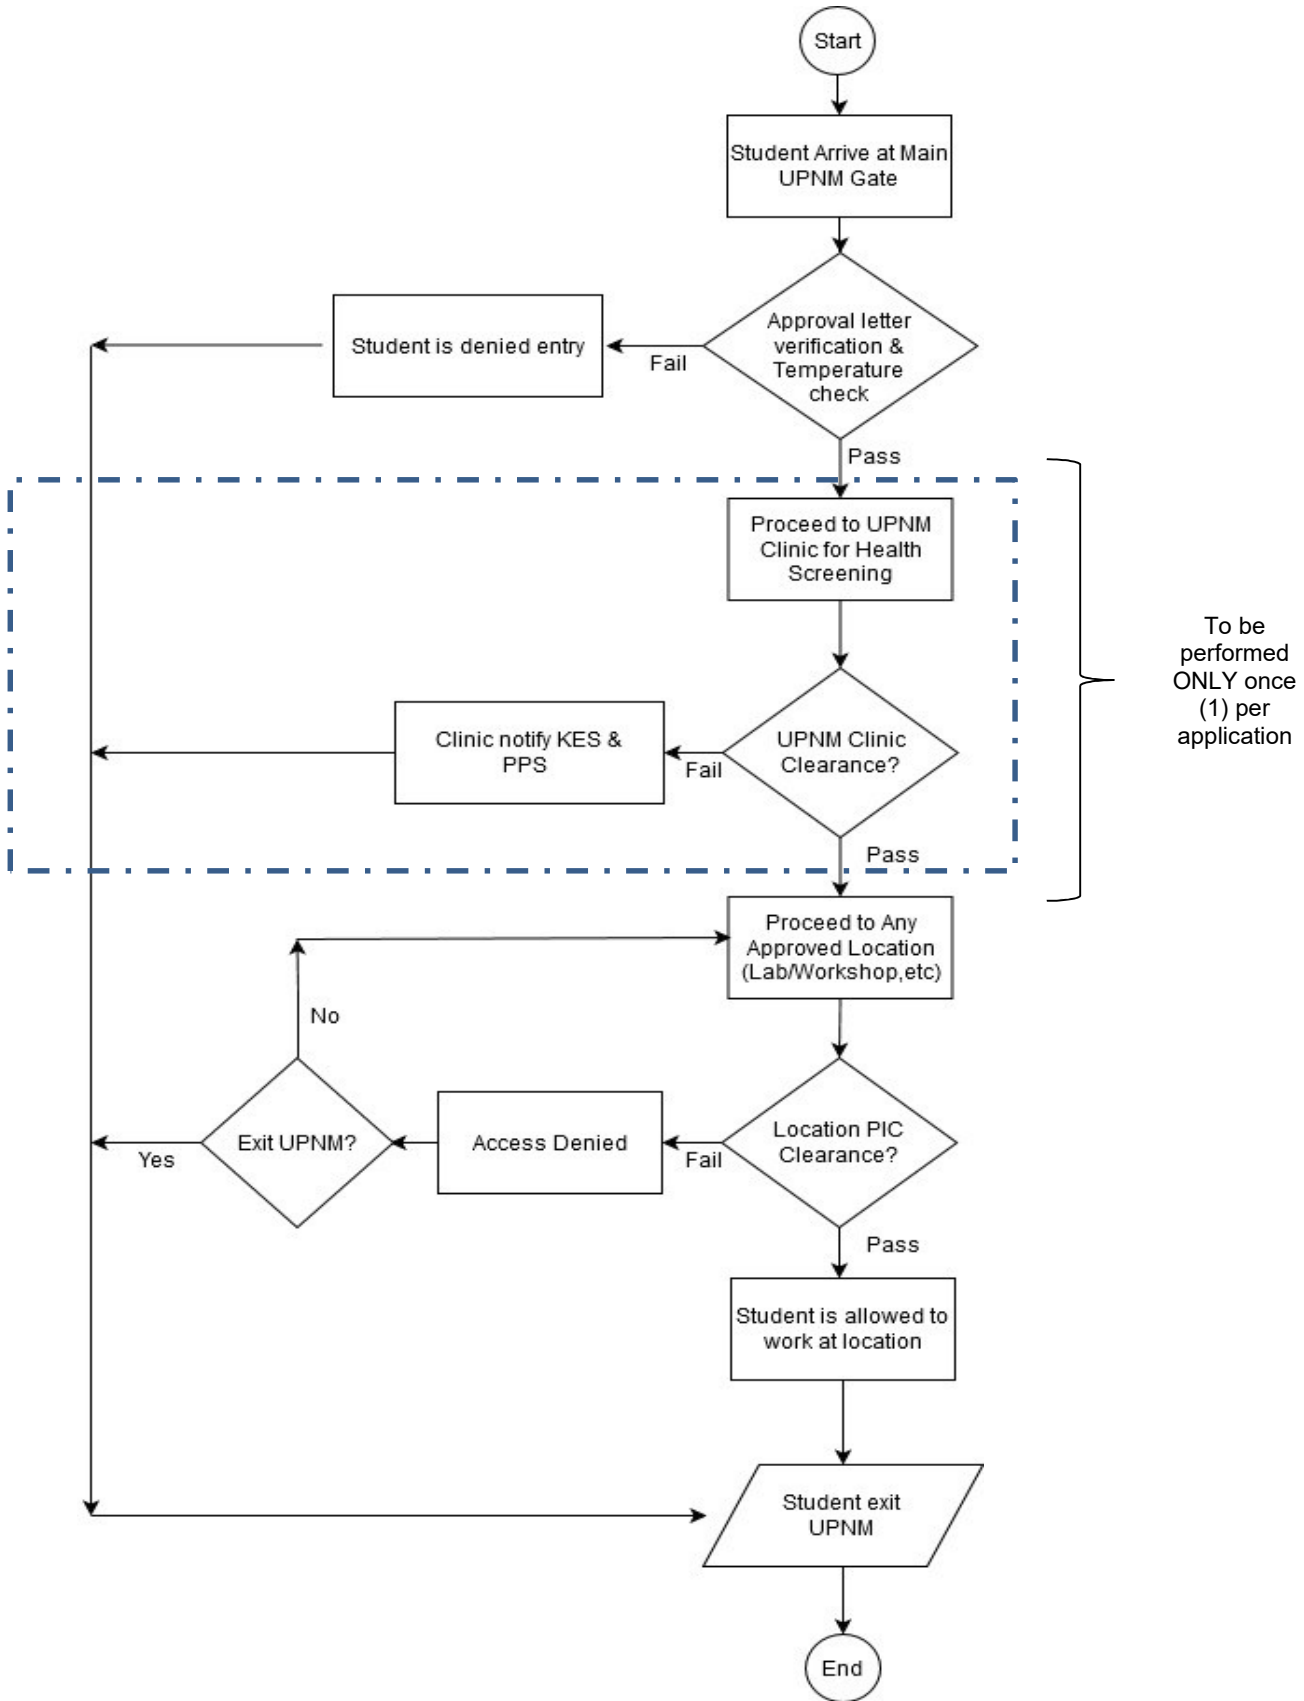 Start
Student Arrive at Main
UPNM Gate
Approval letter
verification &
Temperature
check
Fail
Student is denied entry
Pass
Proceed to UPNM
Clinic for Health
Screening
To be
performed
ONLY once
(1) per
application
UPNM Clinic
Clearance?
Fail
Clinic notify KES &
PPS
Pass
Proceed to Any
Approved Location
(Lab/Workshop,etc)
No
Location PIC
Clearance?
Fail
Access Denied
Exit UPNM?
Yes
Pass
Student is allowed to
work at location
Student exit
UPNM
End